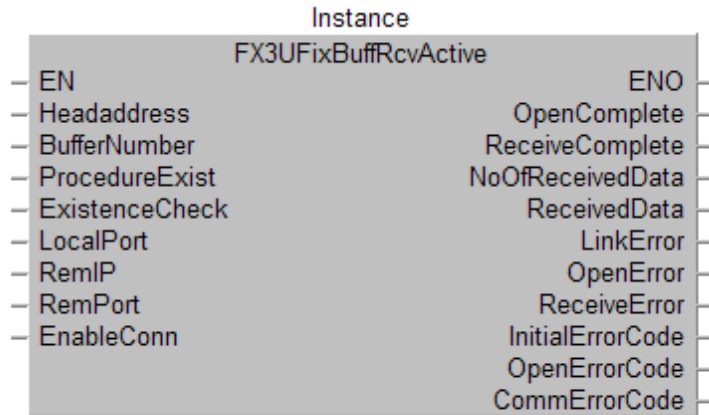 Instance
FX3UFixBuffRcvActive
EN ENO
Headaddress OpenComplete
BufferNumber ReceiveComplete
ProcedureExist NoOfReceivedData
ExistenceCheck ReceivedData
LocalPort LinkError
RemIP OpenError
RemPort ReceiveError
EnableConn InitialErrorCode
OpenErrorCode
CommErrorCode